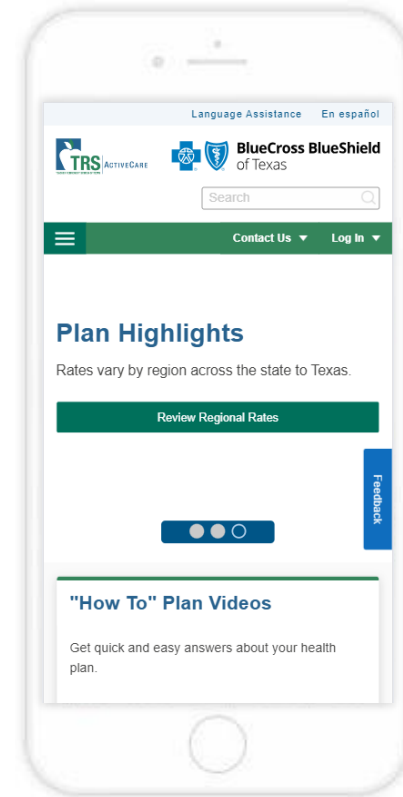 Language Assistance En español
TRS ACTIVECARE
BlueCross BlueShield
of Texas
Search
Contact Us Log In
Plan Highlights
Rates vary by region across the state to Texas.
Review Regional Rates
Feedback
"How To" Plan Videos
Get quick and easy answers about your health
plan.